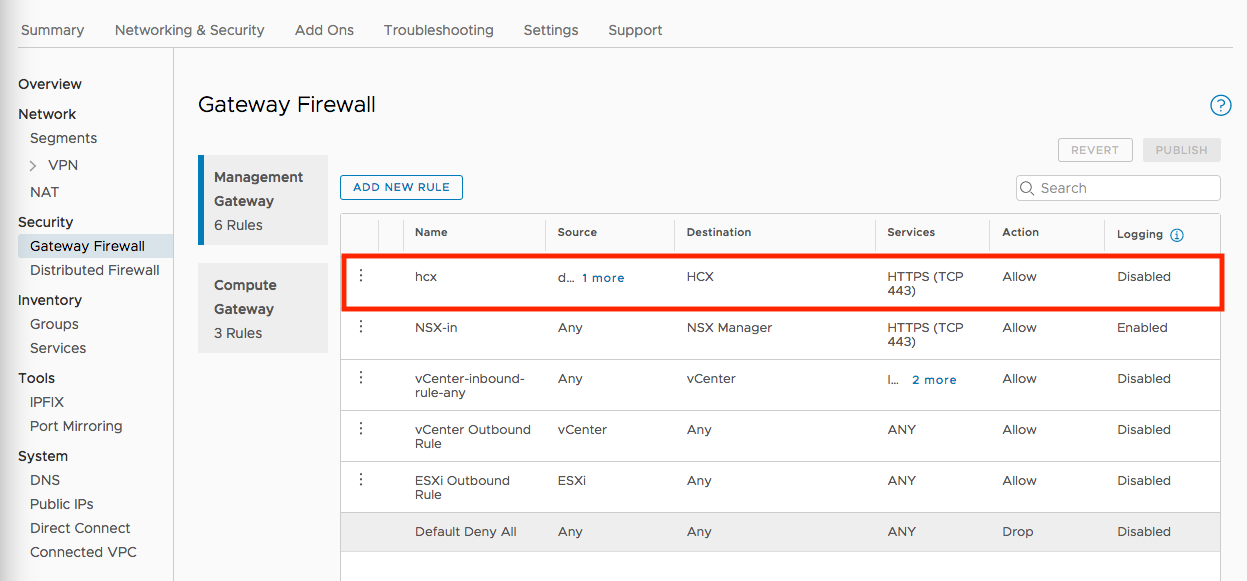 Summary Networking & Security Add Ons Troubleshooting Settings Support
Overview
Network
Segments
VPN
NAT
Security
Gateway Firewall
Distributed Firewall
Inventory
Groups
Services
Tools
IPFIX
Port Mirroring
System
DNS
Public IPs
Direct Connect
Connected VPC
Gateway Firewall
?
REVERT PUBLISH
Management
Gateway
6 Rules
Compute
Gateway
3 Rules
ADD NEW RULE
Search
Name Source Destination Services Action Logging i
hcx d... 1 more HCX HTTPS (TCP Allow Disabled
443)
NSX-in Any NSX Manager HTTPS (TCP Allow Enabled
443)
vCenter-inbound- Any vCenter I... 2 more Allow Disabled
rule-any
vCenter Outbound vCenter Any ANY Allow Disabled
Rule
ESXi Outbound ESXi Any ANY Allow Disabled
Rule
Default Deny All Any Any ANY Drop Disabled